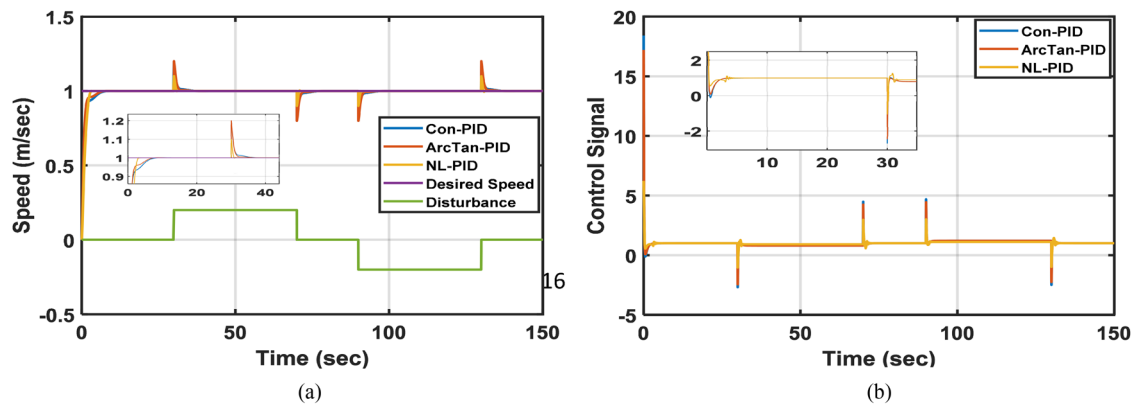 1.5
1
0.5
0
-0.5
0
50
100
150
Speed (m/sec)
Time (sec)
1.2
1.1
1
0.9
0
20
40
Con-PID
ArcTan-PID
NL-PID
Desired Speed
Disturbance
16
(a)
20
15
10
5
0
-5
0
50
100
150
Control Signal
Time (sec)
2
0
-2
10
20
30
Con-PID
ArcTan-PID
NL-PID
(b)